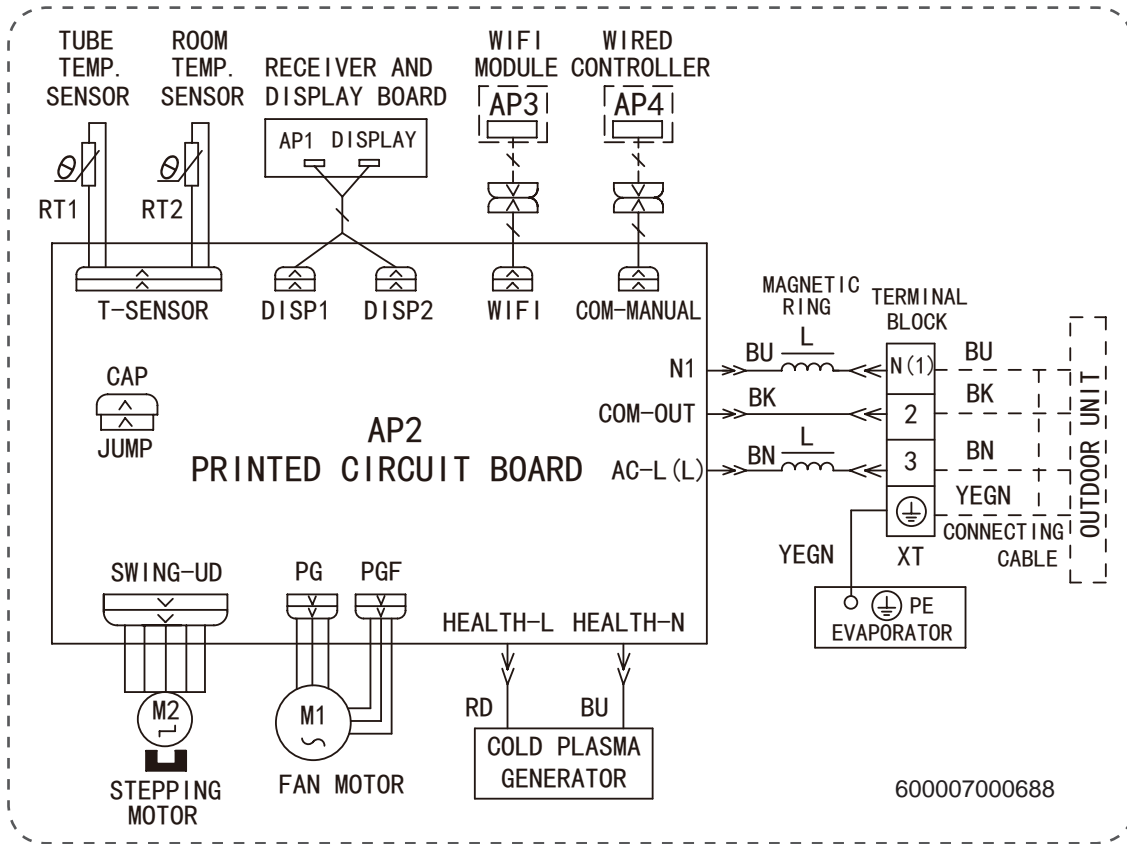 TUBE
TEMP.
SENSOR
ROOM
TEMP.
SENSOR
RECEIVER AND
DISPLAY BOARD
WIFI
MODULE
WIRED
CONTROLLER
AP1 DISPLAY
AP3
AP4
RT1
RT2
T-SENSOR
DISP1
DISP2
WIFI
COM-MANUAL
MAGNETIC
RING
TERMINAL
BLOCK
N1
BU
L
N(1)
BU
CAP
JUMP
COM-OUT
BK
2
BK
AP2
PRINTED CIRCUIT BOARD
AC-L(L)
BN
L
3
BN
YEGN
OUTDOOR UNIT
CONNECTING
CABLE
XT
YEGN
PE
EVAPORATOR
SWING-UD
PG
PGF
HEALTH-L
HEALTH-N
M2
M1
RD
BU
STEPPING
MOTOR
FAN MOTOR
COLD PLASMA
GENERATOR
600007000688